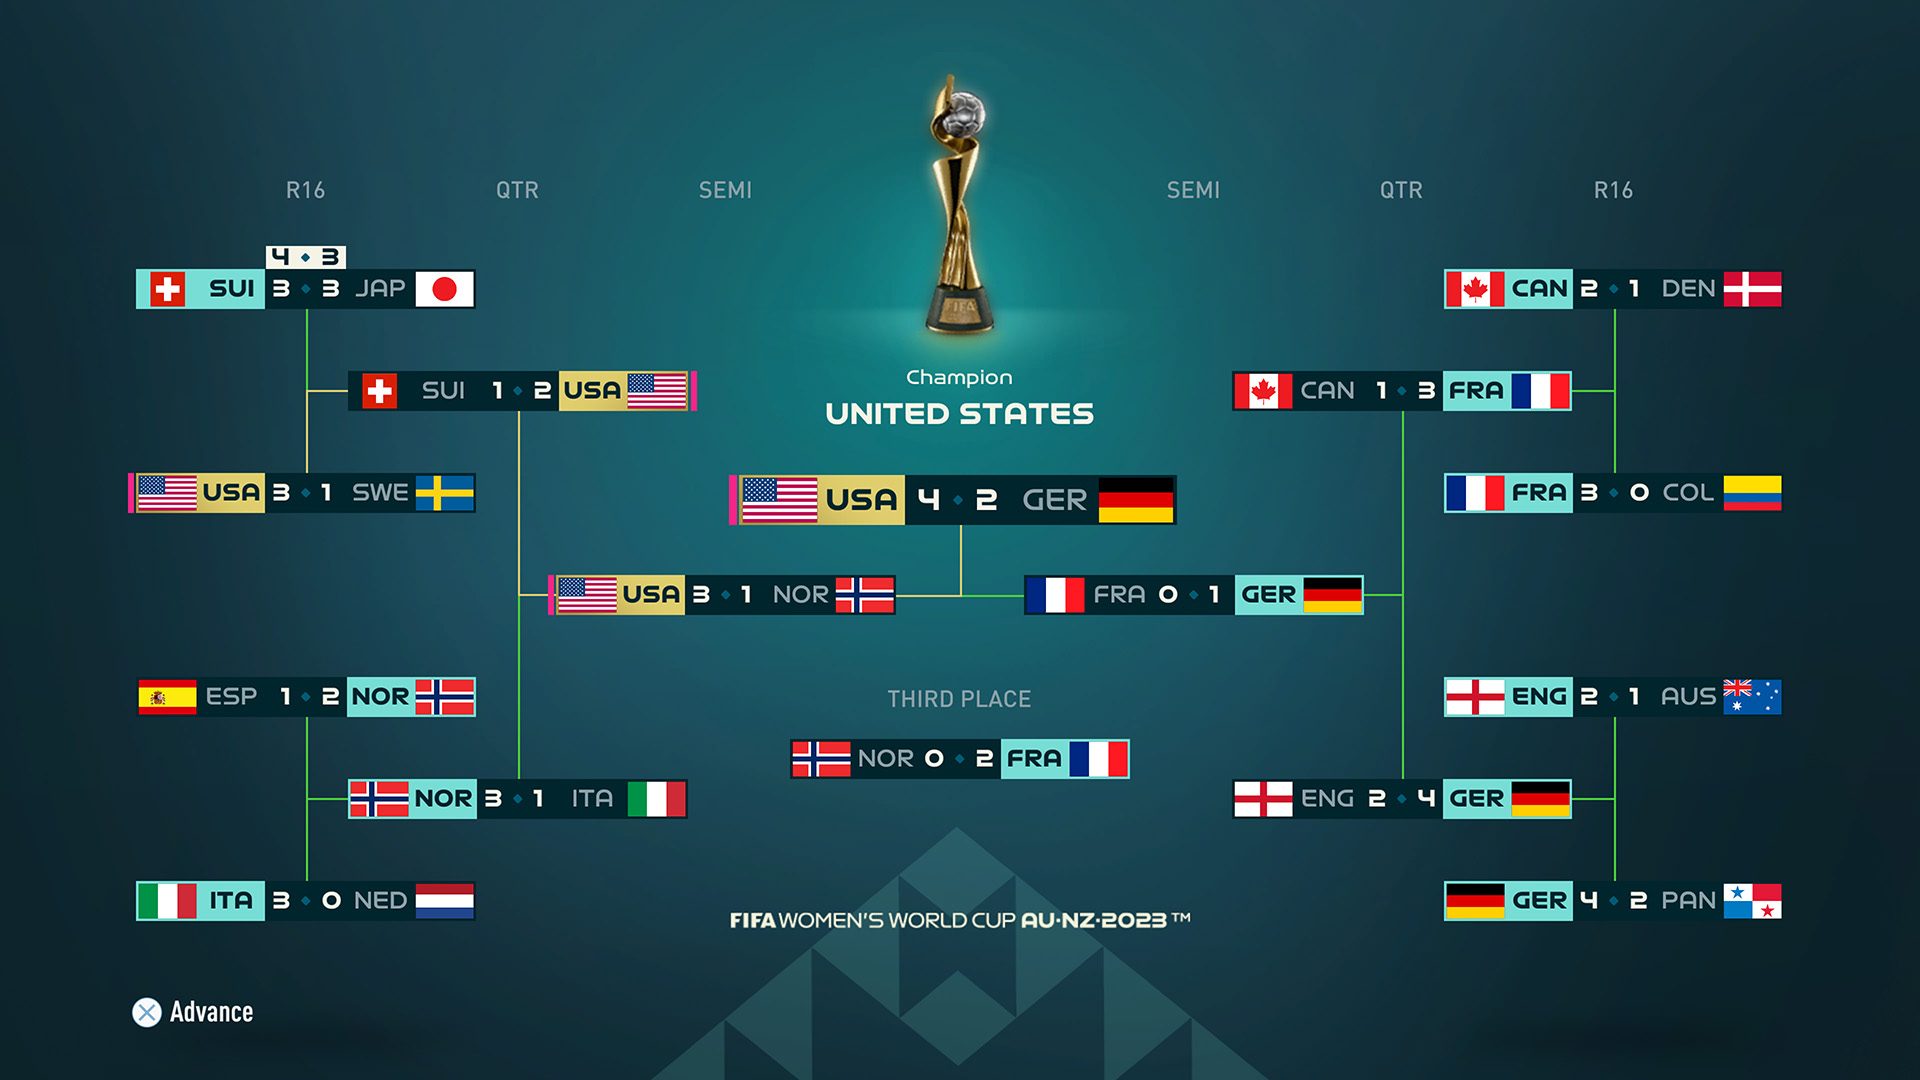 R16 QTR SEMI SEMI QTR R16
4 3
SUI 3 3 JAP
CAN 2 1 DEN
Champion
SUI 1 2 USA
CAN 1 3 FRA
UNITED STATES
USA 3 1 SWE
USA 4 2 GER
FRA 3 0 COL
USA 3 1 NOR
FRA 0 1 GER
ESP 1 2 NOR
THIRD PLACE
ENG 2 1 AUS
NOR 0 2 FRA
NOR 3 1 ITA
ENG 2 4 GER
ITA 3 0 NED
GER 4 2 PAN
FIFA WOMEN'S WORLD CUP AU·NZ·2023™
Advance
FIFA